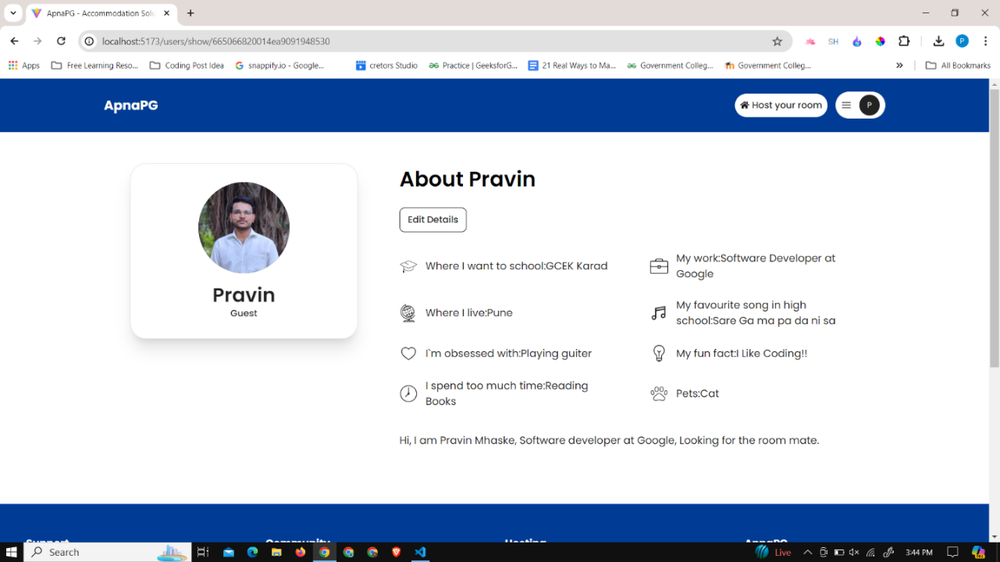 ApnaPG - Accommodation Solu
localhost:5173/users/show/665066820014ea9091948530
SH
P
Apps
Free Learning Reso...
Coding Post Idea
snappify.io - Google...
cretors Studio
Practice | GeeksforG...
21 Real Ways to Ma...
Government Colleg...
Government Colleg...
All Bookmarks
ApnaPG
Host your room
P
About Pravin
Edit Details
Pravin
Guest
Where I want to school:GCEK Karad
My work:Software Developer at
Google
Where I live:Pune
My favourite song in high
school:Sare Ga ma pa da ni sa
I`m obsessed with:Playing guiter
My fun fact:I Like Coding!!
I spend too much time:Reading
Books
Pets:Cat
Hi, I am Pravin Mhaske, Software developer at Google, Looking for the room mate.
Support
Community
Hosting
ApnaPG
Search
Live
3:44 PM